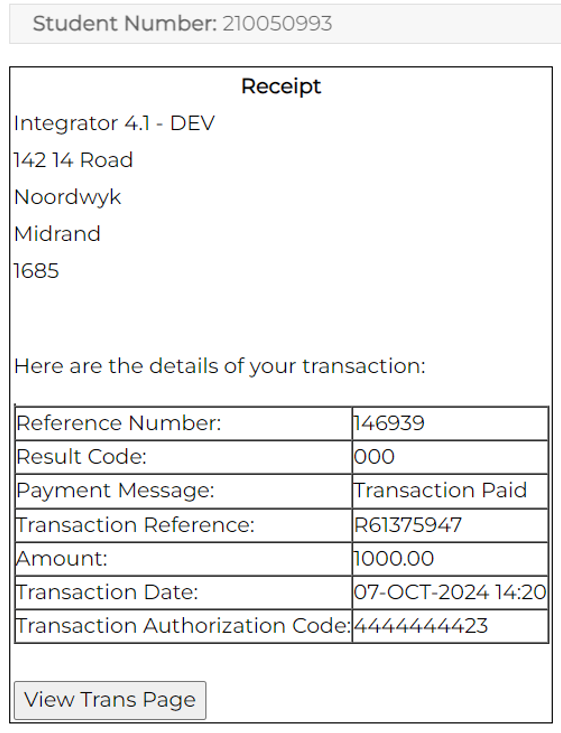 Student Number: 210050993
Receipt
Integrator 4.1 - DEV
142 14 Road
Noordwyk
Midrand
1685
Here are the details of your transaction:
Reference Number: 146939
Result Code: 000
Payment Message: Transaction Paid
Transaction Reference: R61375947
Amount: 1000.00
Transaction Date: 07-OCT-2024 14:20
Transaction Authorization Code: 4444444423
View Trans Page